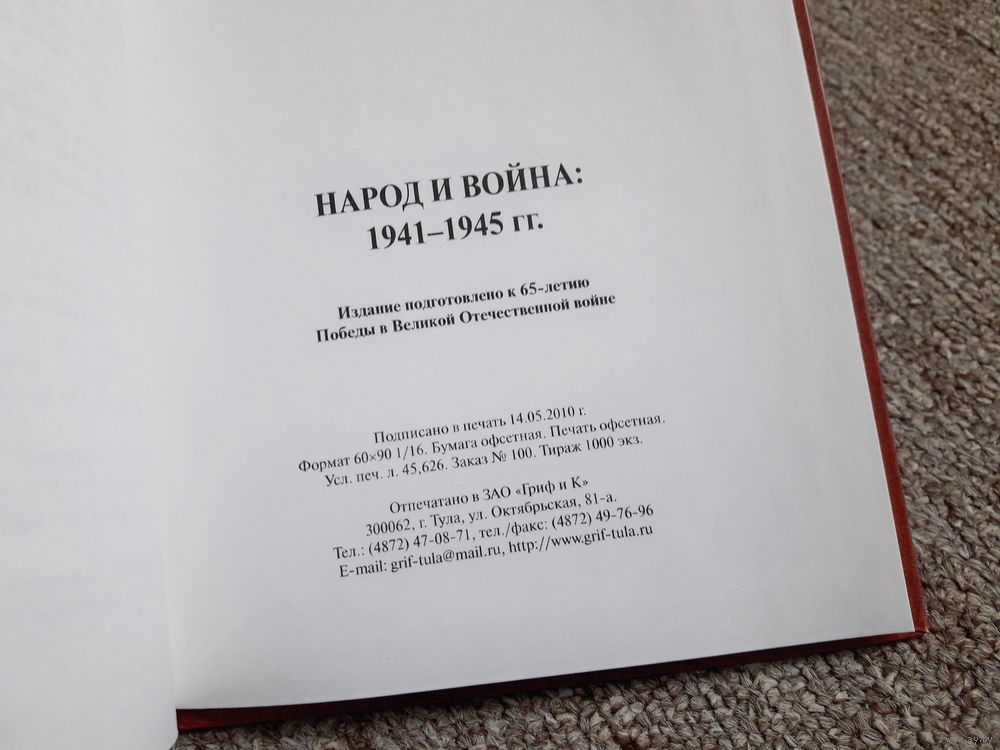 НАРОД И ВОЙНА:
1941–1945 гг.
Издание подготовлено к 65-летию
Победы в Великой Отечественной войне
Подписано в печать 14.05.2010 г.
Формат 60×90 1/16. Бумага офсетная. Печать офсетная.
Усл. печ. л. 45,626. Заказ № 100. Тираж 1000 экз.
Отпечатано в ЗАО «Гриф и К»
300062, г. Тула, ул. Октябрьская, 81-а.
Тел.: (4872) 47-08-71, тел./факс: (4872) 49-76-96
E-mail: grif-tula@mail.ru, http://www.grif-tula.ru
www.ay.by